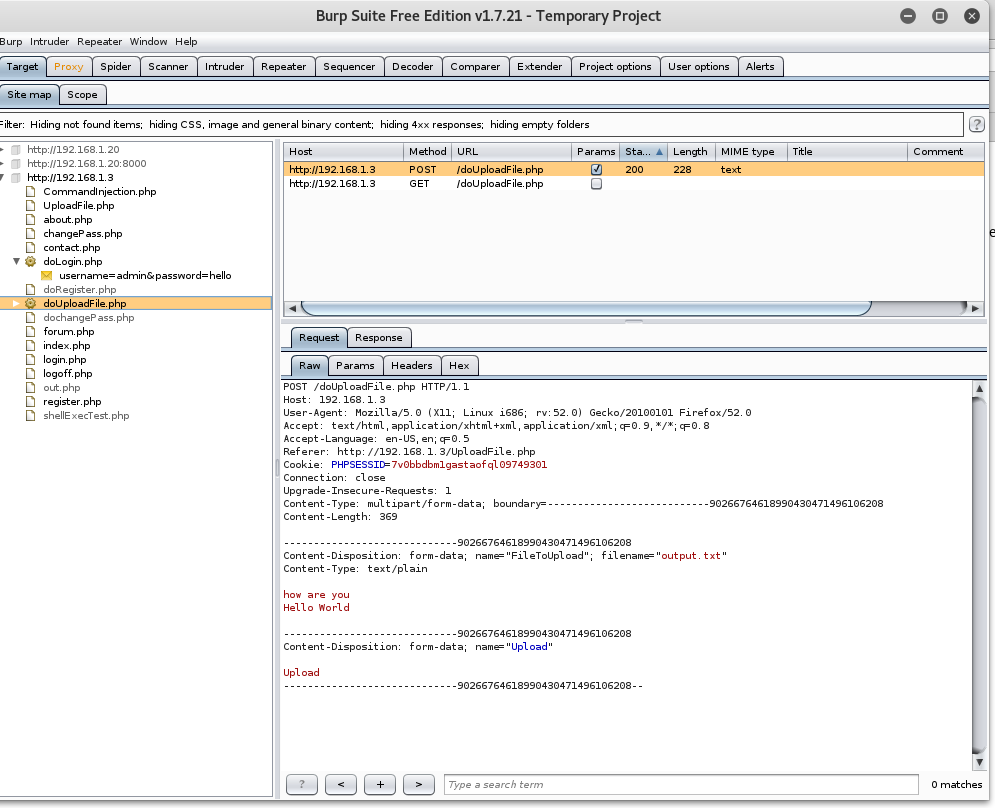 Burp Suite Free Edition v1.7.21 - Temporary Project
Burp Intruder Repeater Window Help
Target Proxy Spider Scanner Intruder Repeater Sequencer Decoder Comparer Extender Project options User options Alerts
Site map Scope
Filter: Hiding not found items; hiding CSS, image and general binary content; hiding 4xx responses; hiding empty folders
?
http://192.168.1.20
http://192.168.1.20:8000
http://192.168.1.3
CommandInjection.php
UploadFile.php
about.php
changePass.php
contact.php
doLogin.php
username=admin&password=hello
doRegister.php
doUploadFile.php
dochangePass.php
forum.php
index.php
login.php
logoff.php
out.php
register.php
shellExecTest.php
Host Method URL Params Sta... Length MIME type Title Comment
http://192.168.1.3 POST /doUploadFile.php 200 228 text
http://192.168.1.3 GET /doUploadFile.php
Request Response
Raw Params Headers Hex
POST /doUploadFile.php HTTP/1.1
Host: 192.168.1.3
User-Agent: Mozilla/5.0 (X11; Linux i686; rv:52.0) Gecko/20100101 Firefox/52.0
Accept: text/html,application/xhtml+xml,application/xml;q=0.9,*/*;q=0.8
Accept-Language: en-US,en;q=0.5
Referer: http://192.168.1.3/UploadFile.php
Cookie: PHPSESSID=7v0bbdbm1gastaofql09749301
Connection: close
Upgrade-Insecure-Requests: 1
Content-Type: multipart/form-data; boundary=---------------------------90266764618990430471496106208
Content-Length: 369
-----------------------------90266764618990430471496106208
Content-Disposition: form-data; name="FileToUpload"; filename="output.txt"
Content-Type: text/plain
how are you
Hello World
-----------------------------90266764618990430471496106208
Content-Disposition: form-data; name="Upload"
Upload
-----------------------------90266764618990430471496106208--
? < + > Type a search term 0 matches